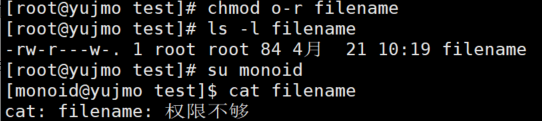 [root@yujmo test]# chmod o-r filename
[root@yujmo test]# ls -l filename
-rw-r---w-. 1 root root 84 4月  21 10:19 filename
[root@yujmo test]# su monoid
[monoid@yujmo test]$ cat filename
cat: filename: 权限不够